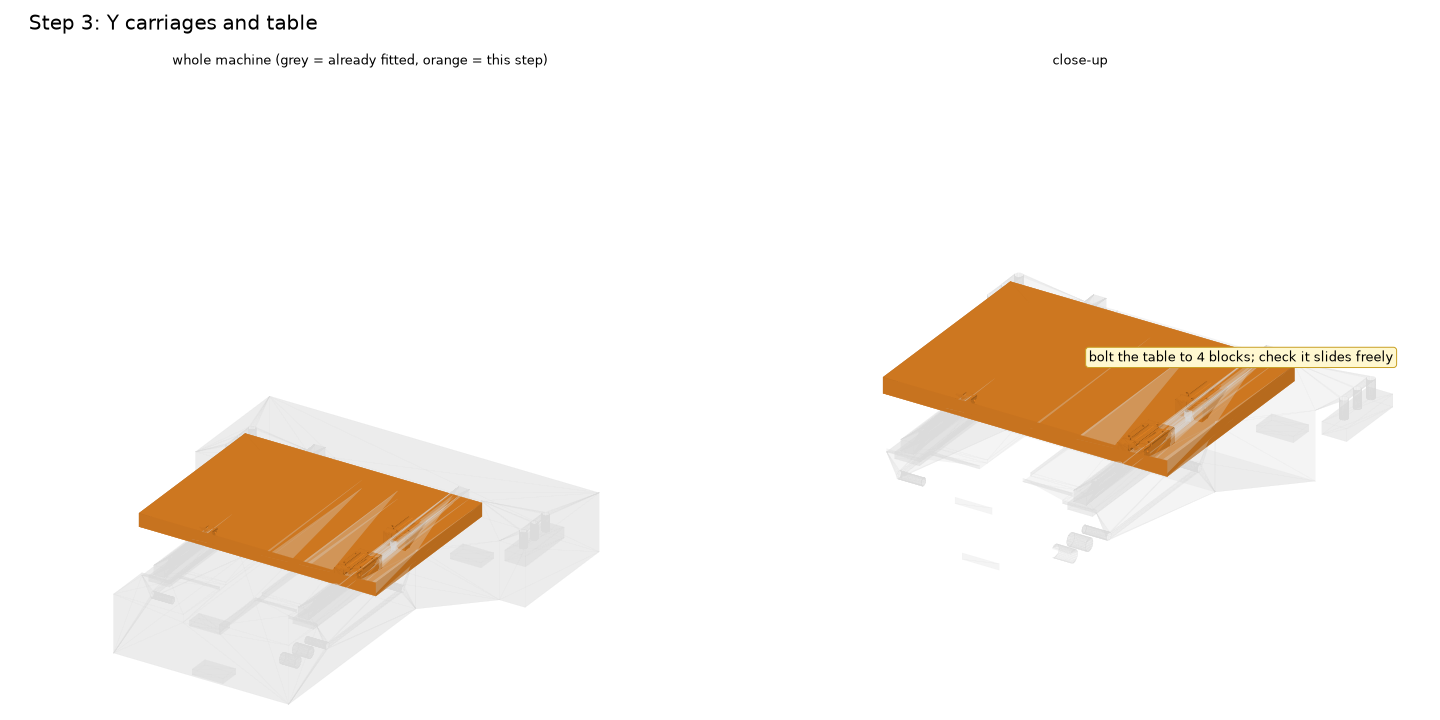 Step 3: Y carriages and table
whole machine (grey = already fitted, orange = this step)
close-up
bolt the table to 4 blocks; check it slides freely